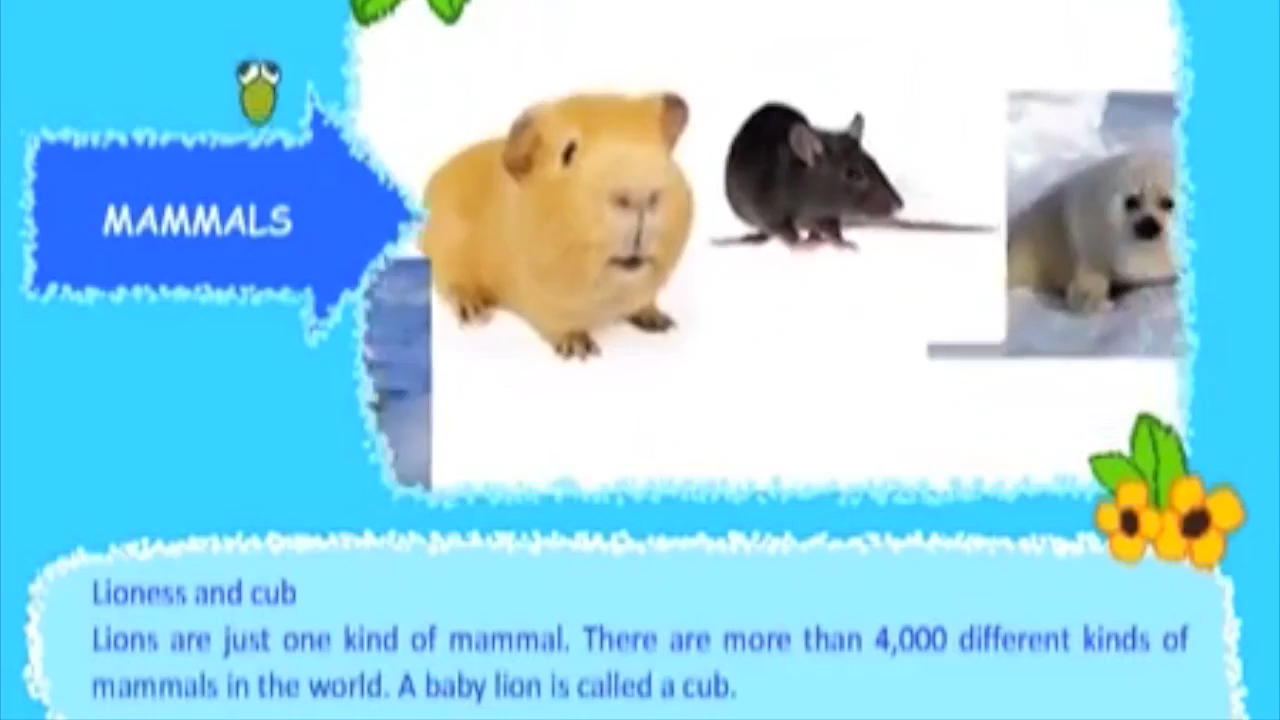 MAMMALS
Lioness and cub
Lions are just one kind of mammal. There are more than 4,000 different kinds of
mammals in the world. A baby lion is called a cub.